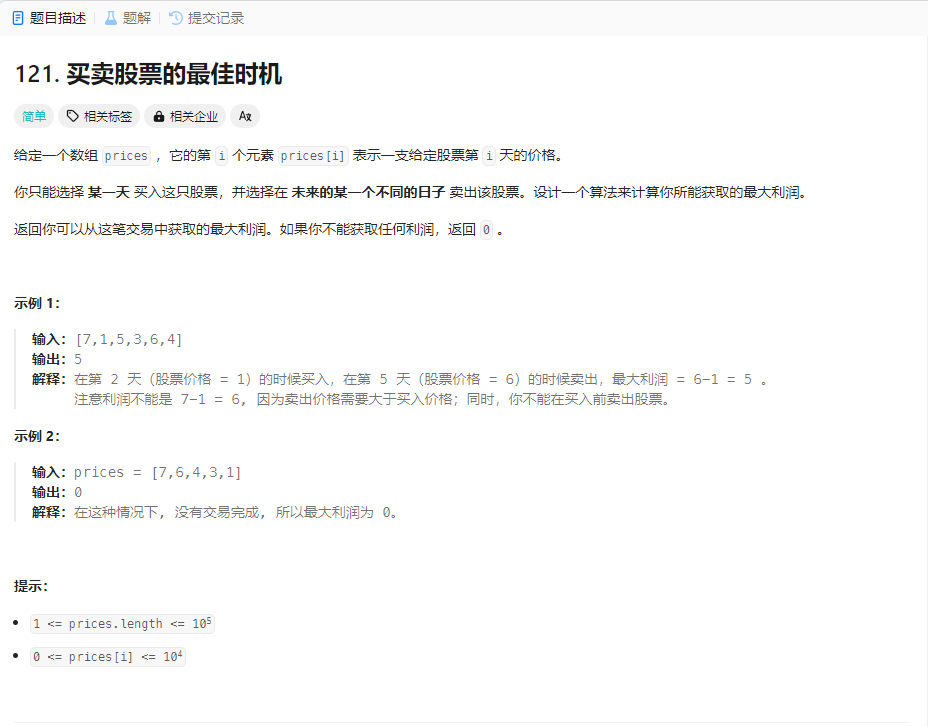 题目描述 题解 提交记录
121. 买卖股票的最佳时机
简单 相关标签 相关企业 Aあ
给定一个数组 prices ，它的第 i 个元素 prices[i] 表示一支给定股票第 i 天的价格。
你只能选择 某一天 买入这只股票，并选择在 未来的某一个不同的日子 卖出该股票。设计一个算法来计算你所能获取的最大利润。
返回你可以从这笔交易中获取的最大利润。如果你不能获取任何利润，返回 0 。
示例 1：
输入：[7,1,5,3,6,4]
输出：5
解释：在第 2 天（股票价格 = 1）的时候买入，在第 5 天（股票价格 = 6）的时候卖出，最大利润 = 6-1 = 5 。
注意利润不能是 7-1 = 6, 因为卖出价格需要大于买入价格；同时，你不能在买入前卖出股票。
示例 2：
输入：prices = [7,6,4,3,1]
输出：0
解释：在这种情况下, 没有交易完成, 所以最大利润为 0。
提示：
• 1 <= prices.length <= 10⁵
• 0 <= prices[i] <= 10⁴